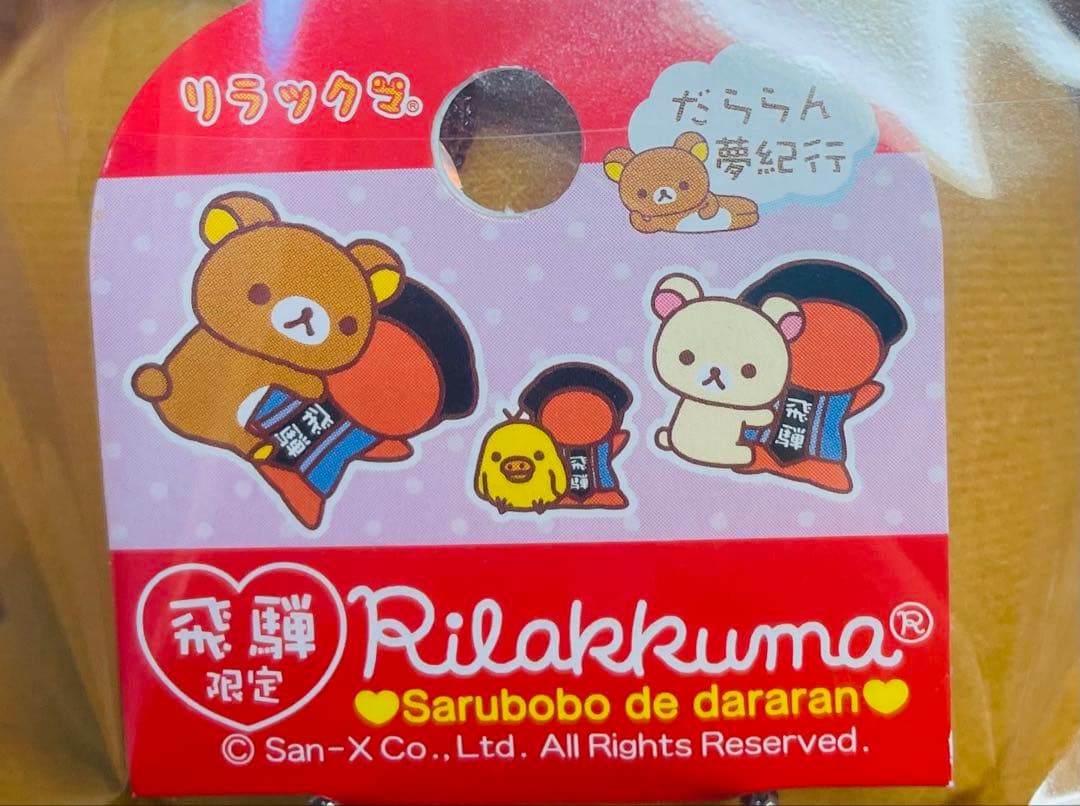 リラックマ®
だららん
夢紀行
飛騨
飛騨
飛騨
飛騨
限定
Rilakkuma®
Sarubobo de dararan
© San-X Co., Ltd. All Rights Reserved.